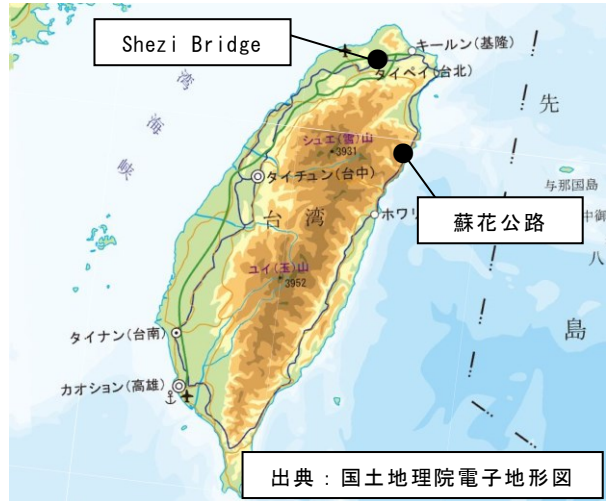 Shezi Bridge
キールン(基隆)
タイペイ(台北)
湾
海
峡
先
シュエ(雪)山
3931
タイチュン(台中)
与那国島
中御
台 湾
ホワリ
蘇花公路
八
ユイ(玉)山
3952
島
タイナン(台南)
カオション(高雄)
出典：国土地理院電子地形図